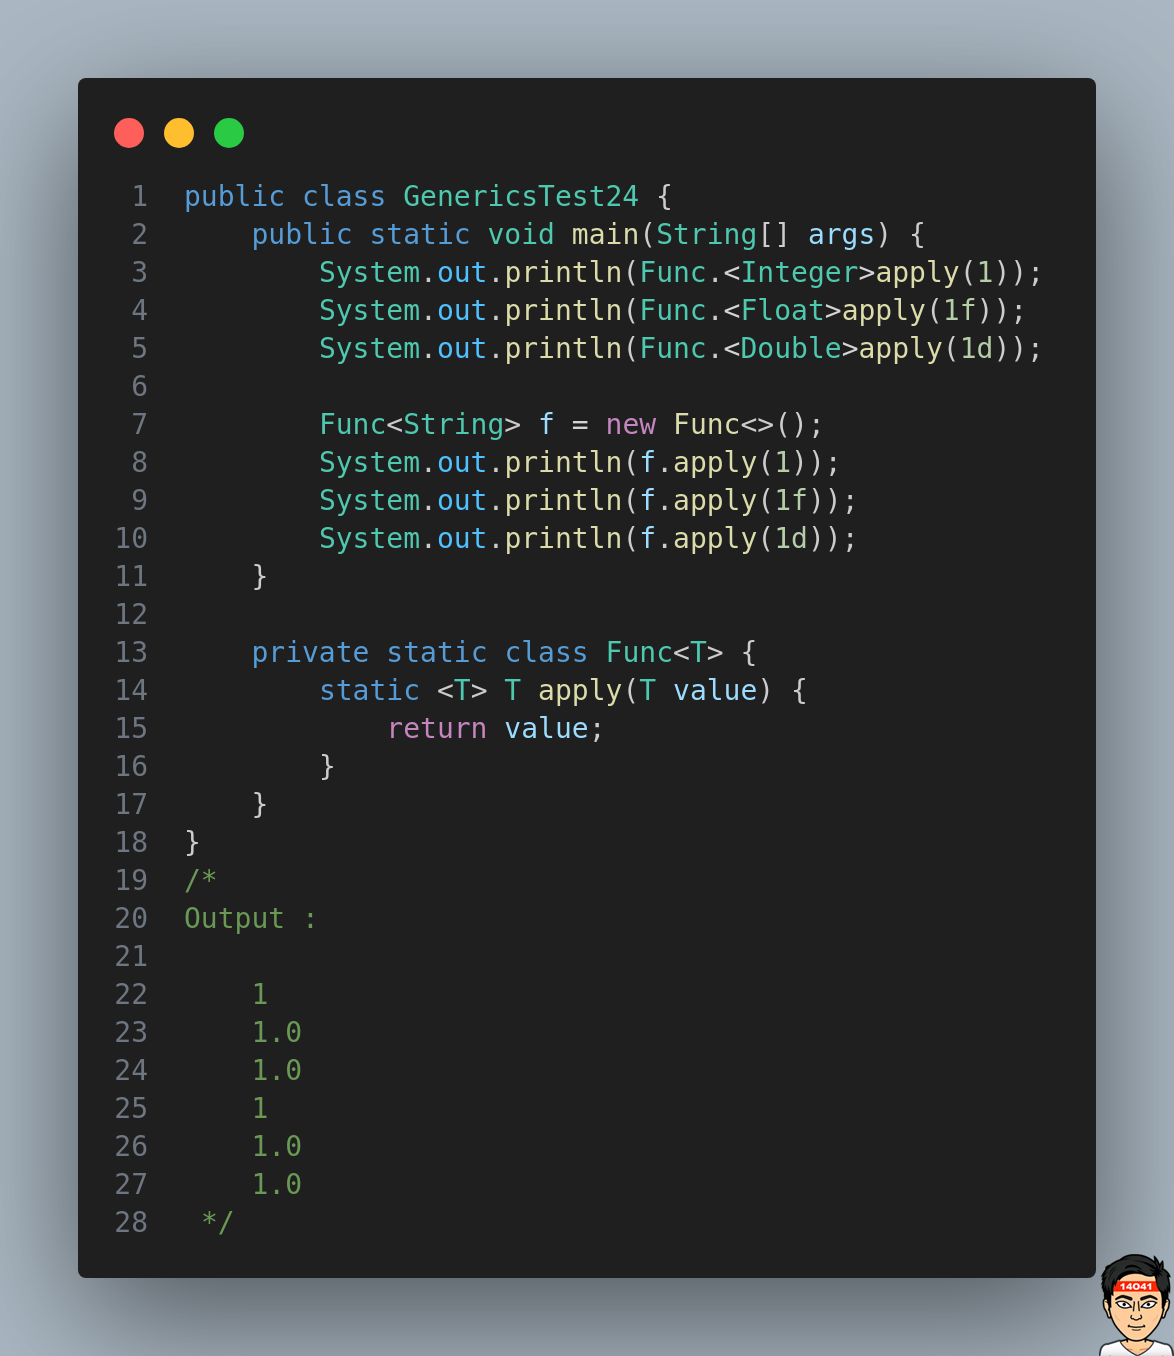 1 public class GenericsTest24 {
2     public static void main(String[] args) {
3         System.out.println(Func.<Integer>apply(1));
4         System.out.println(Func.<Float>apply(1f));
5         System.out.println(Func.<Double>apply(1d));
6
7         Func<String> f = new Func<>();
8         System.out.println(f.apply(1));
9         System.out.println(f.apply(1f));
10         System.out.println(f.apply(1d));
11     }
12
13     private static class Func<T> {
14         static <T> T apply(T value) {
15             return value;
16         }
17     }
18 }
19 /*
20 Output :
21
22     1
23     1.0
24     1.0
25     1
26     1.0
27     1.0
28  */
14041